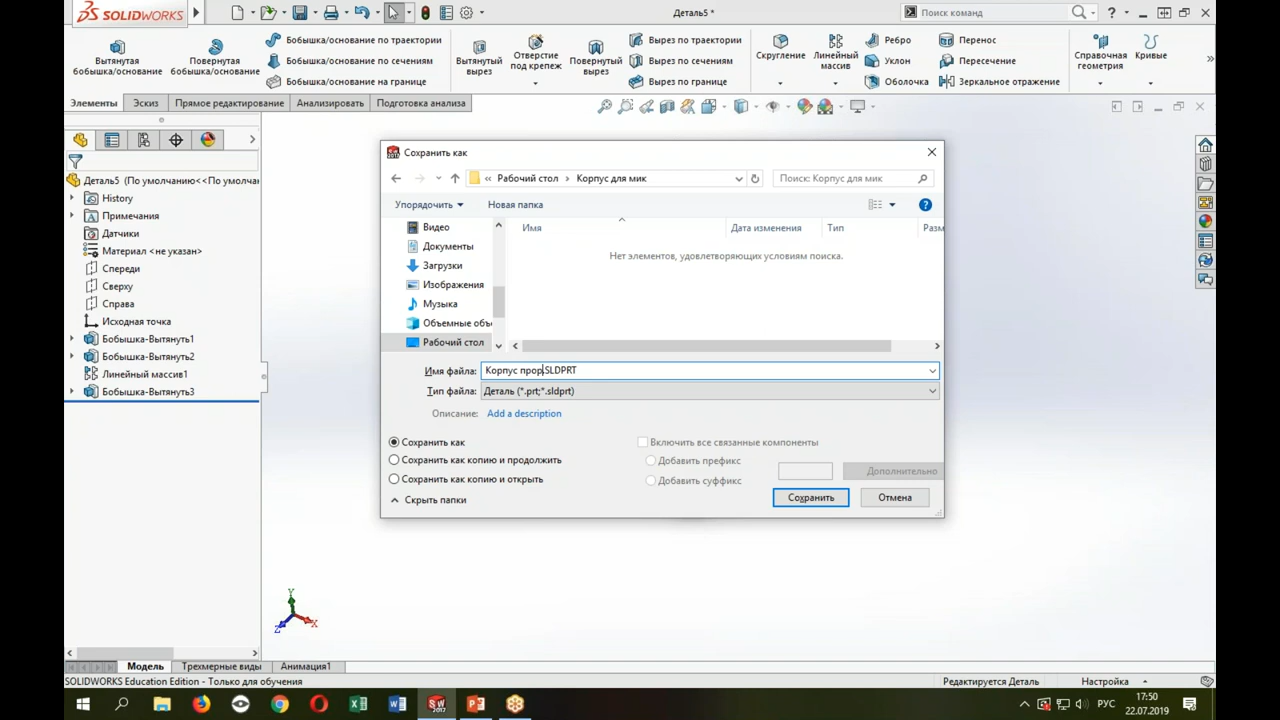 SOLIDWORKS
Деталь5 *
Поиск команд
Вытянутая бобышка/основание
Повернутая бобышка/основание
Бобышка/основание по траектории
Бобышка/основание по сечениям
Бобышка/основание на границе
Вытянутый вырез
Отверстие под крепеж
Повернутый вырез
Вырез по траектории
Вырез по сечениям
Вырез по границе
Скругление
Линейный массив
Ребро
Уклон
Оболочка
Перенос
Пересечение
Зеркальное отражение
Справочная геометрия
Кривые
Элементы
Эскиз
Прямое редактирование
Анализировать
Подготовка анализа
Деталь5 (По умолчанию<<По умолча
History
Примечания
Датчики
Материал <не указан>
Спереди
Сверху
Справа
Исходная точка
Бобышка-Вытянуть1
Бобышка-Вытянуть2
Линейный массив1
Бобышка-Вытянуть3
Сохранить как
« Рабочий стол › Корпус для мик
Поиск: Корпус для мик
Упорядочить
Новая папка
Видео
Документы
Загрузки
Изображения
Музыка
Объемные объ
Рабочий стол
Имя
Дата изменения
Тип
Разм
Нет элементов, удовлетворяющих условиям поиска.
Имя файла: Корпус прор.SLDPRT
Тип файла: Деталь (*.prt;*.sldprt)
Описание: Add a description
Сохранить как
Сохранить как копию и продолжить
Сохранить как копию и открыть
Включить все связанные компоненты
Добавить префикс
Добавить суффикс
Дополнительно
Скрыть папки
Сохранить
Отмена
Y
Z
X
Модель
Трехмерные виды
Анимация1
SOLIDWORKS Education Edition - Только для обучения
Редактируется Деталь
Настройка
SW
2017
РУС
17:50
22.07.2019